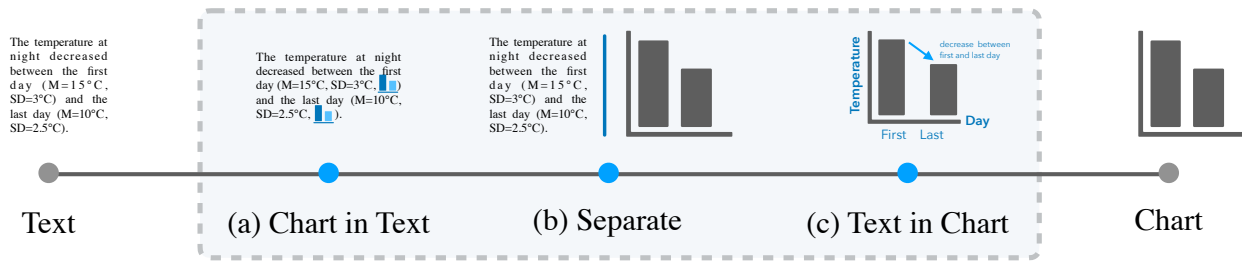 The temperature at
night decreased
between the first
day (M=15°C,
SD=3°C) and the
last day (M=10°C,
SD=2.5°C).
The temperature at night
decreased between the first
day (M=15°C, SD=3°C, )
and the last day (M=10°C,
SD=2.5°C, ).
The temperature at
night decreased
between the first
day (M=15°C,
SD=3°C) and the
last day (M=10°C,
SD=2.5°C).
Temperature
decrease between
first and last day
Day
First Last
Text
(a) Chart in Text
(b) Separate
(c) Text in Chart
Chart